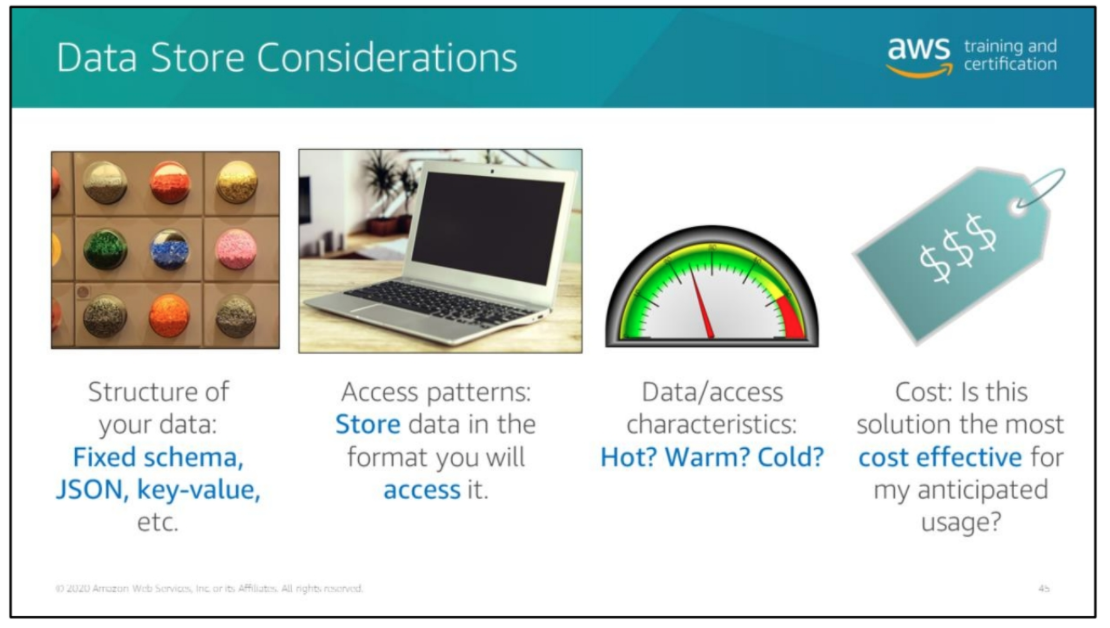 Data Store Considerations
aws training and
certification
$$$
Structure of
your data:
Fixed schema,
JSON, key-value,
etc.
Access patterns:
Store data in the
format you will
access it.
Data/access
characteristics:
Hot? Warm? Cold?
Cost: Is this
solution the most
cost effective for
my anticipated
usage?
© 2020 Amazon Web Services, Inc. or its Affiliates. All rights reserved.
45